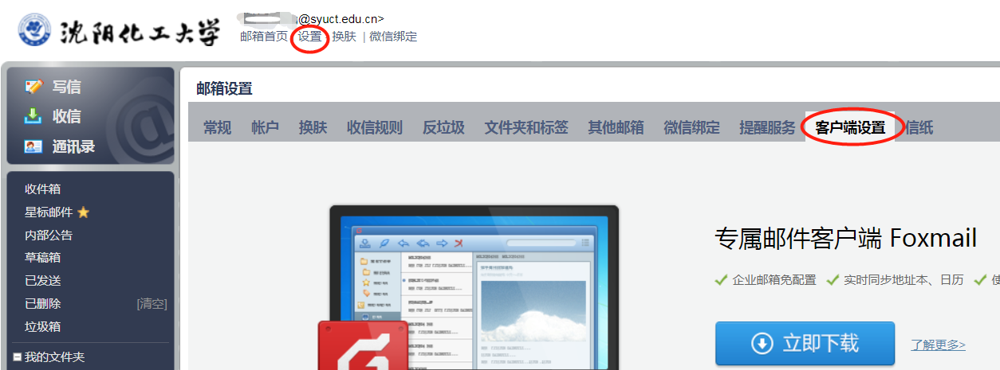 沈阳化工大学
@syuct.edu.cn>
邮箱首页 设置 换肤 | 微信绑定
写信
收信
通讯录
收件箱
星标邮件
内部公告
草稿箱
已发送
已删除 [清空]
垃圾箱
我的文件夹
邮箱设置
常规 帐户 换肤 收信规则 反垃圾 文件夹和标签 其他邮箱 微信绑定 提醒服务 客户端设置 信纸
专属邮件客户端 Foxmail
企业邮箱免配置 实时同步地址本、日历 使
立即下载 了解更多>